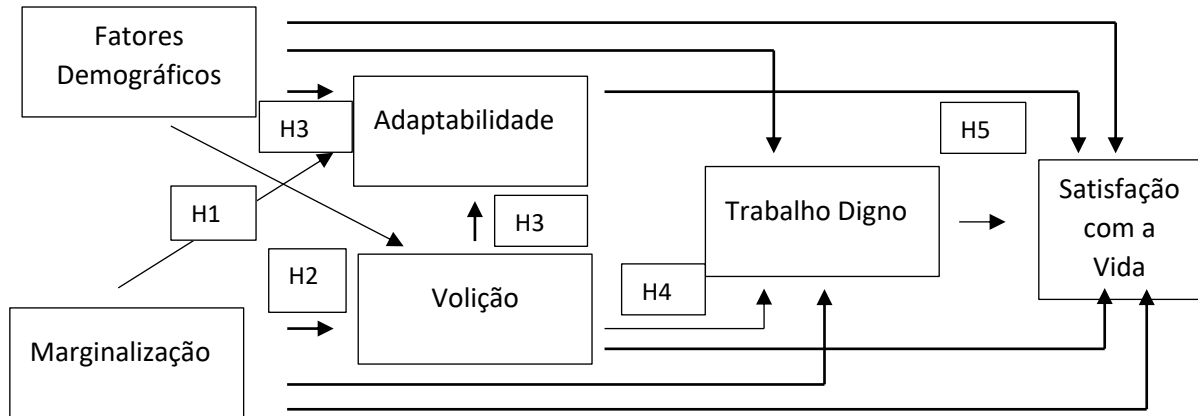 Fatores
Demográficos
H3
Adaptabilidade
H5
H1
H3
Trabalho Digno
Satisfação
com a
Vida
H2
Volição
H4
Marginalização